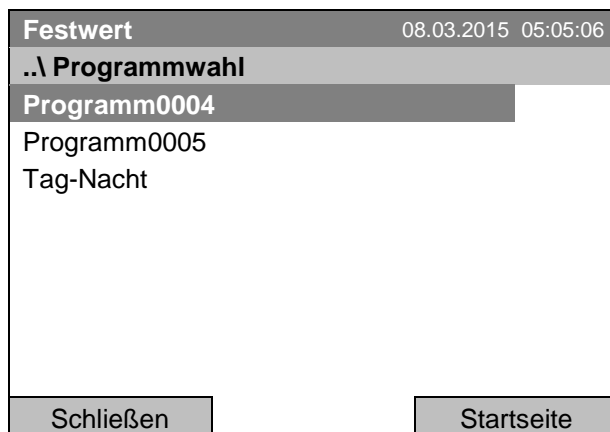 Festwert 08.03.2015 05:05:06
..\ Programmwahl
Programm0004
Programm0005
Tag-Nacht
Schließen Startseite